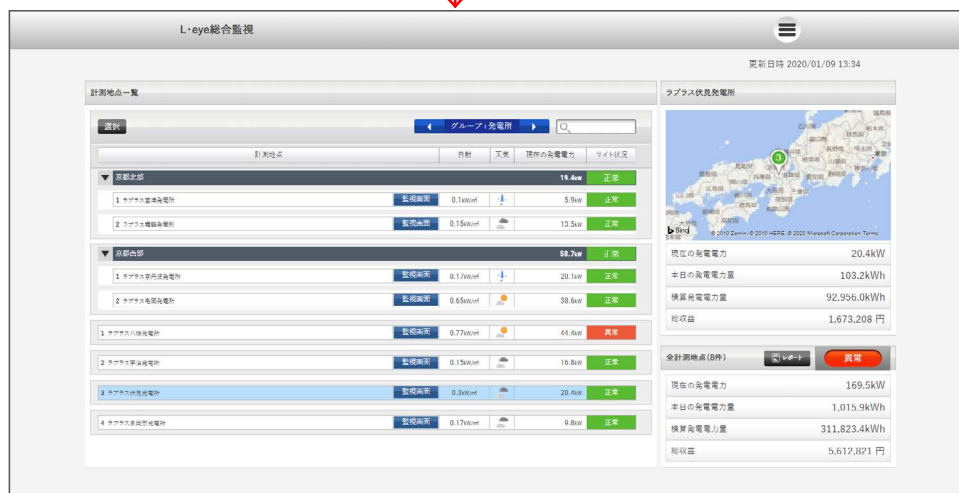 L・eye総合監視
更新日時 2020/01/09 13:34
計測地点一覧
選択
グループ:発電所
計測地点 日射 天気 現在の発電電力 サイト状況
▼ 京都北部 19.4kW 正常
1 ラプラス宮津発電所 監視画面 0.1kW/㎡ 5.9kW 正常
2 ラプラス舞鶴発電所 監視画面 0.15kW/㎡ 13.5kW 正常
▼ 京都西部 58.7kW 正常
1 ラプラス京丹波発電所 監視画面 0.17kW/㎡ 20.1kW 正常
2 ラプラス亀岡発電所 監視画面 0.65kW/㎡ 38.6kW 正常
1 ラプラス八幡発電所 監視画面 0.77kW/㎡ 44.4kW 異常
2 ラプラス宇治発電所 監視画面 0.15kW/㎡ 16.8kW 正常
3 ラプラス伏見発電所 監視画面 0.3kW/㎡ 20.4kW 正常
4 ラプラス長岡京発電所 監視画面 0.17kW/㎡ 9.8kW 正常
ラプラス伏見発電所
3
東京
bing
© 2010 Zenrin, © 2010 HERE, © 2020 Microsoft Corporation Terms
現在の発電電力 20.4kW
本日の発電電力量 103.2kWh
積算発電電力量 92,956.0kWh
総収益 1,673,208 円
全計測地点(8件) レポート 異常
現在の発電電力 169.5kW
本日の発電電力量 1,015.9kWh
積算発電電力量 311,823.4kWh
総収益 5,612,821 円